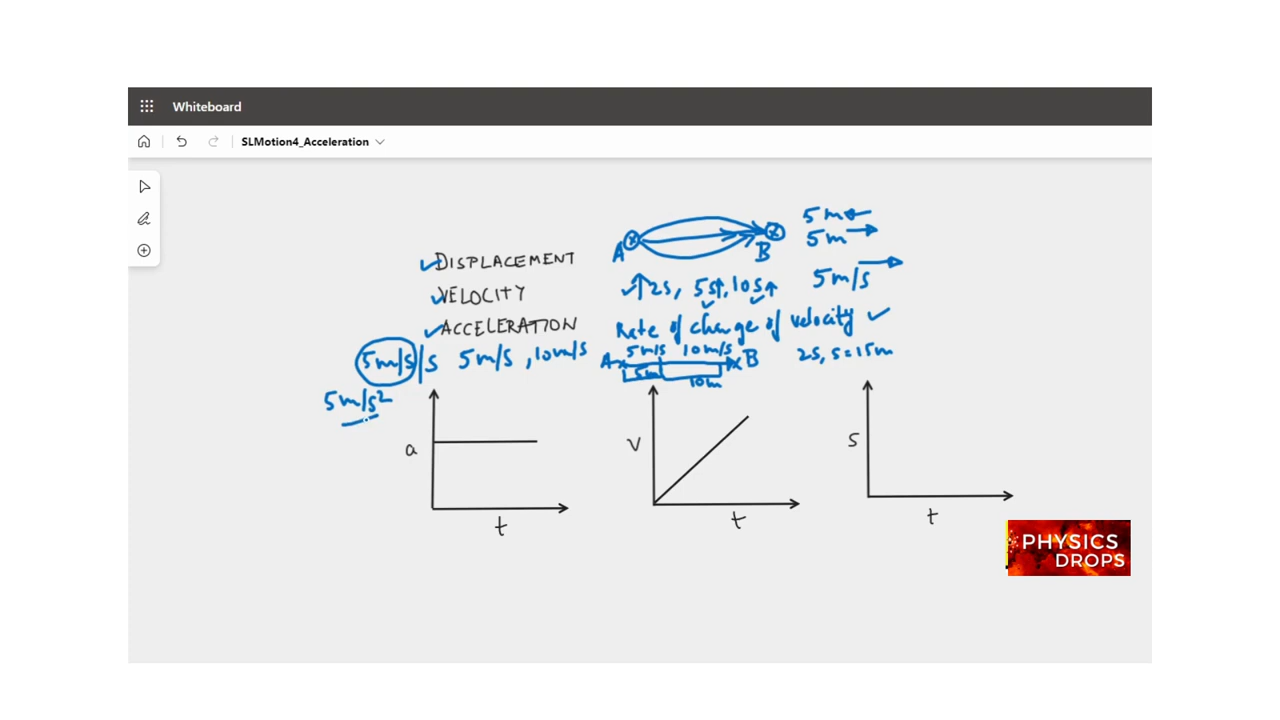 Whiteboard
SLMotion4_Acceleration
5m
A B 5m
DISPLACEMENT
VELOCITY 2s, 5s, 10s 5m/s
ACCELERATION Rate of change of velocity
5m/s/s 5m/s, 10m/s A 5m/s 10m/s B 2s, s=15m
5m 10m
5m/s²
a v s
t t t
PHYSICS
DROPS